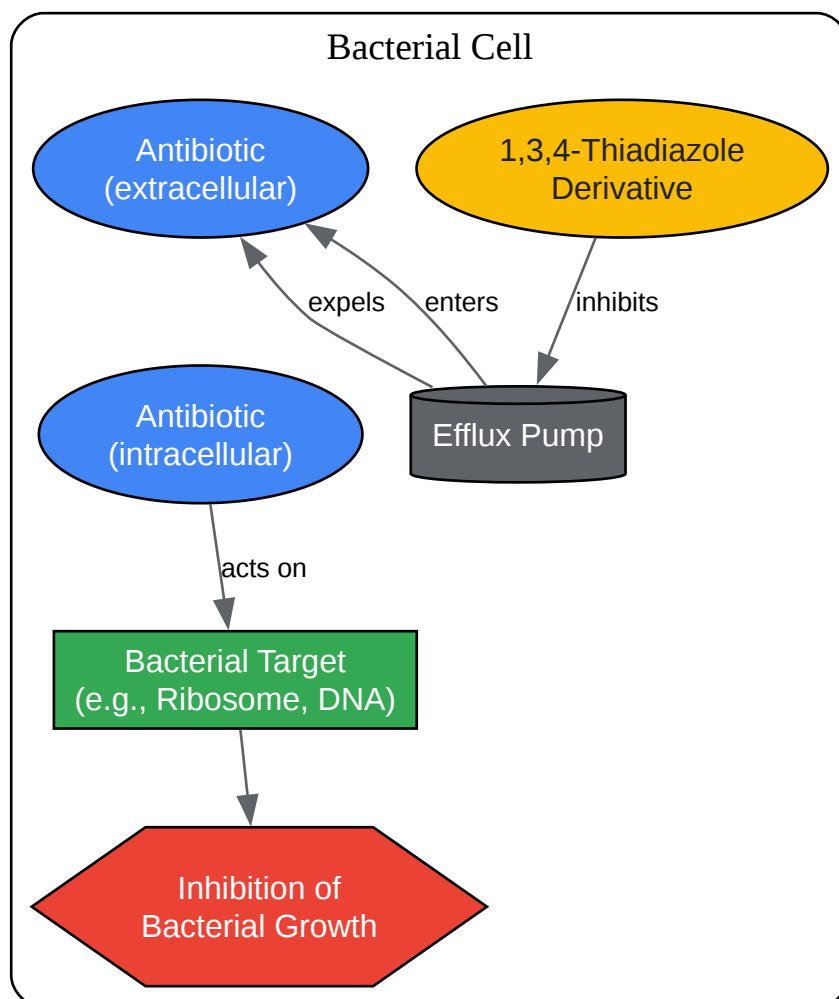 Bacterial Cell
Antibiotic
(extracellular)
1,3,4-Thiadiazole
Derivative
expels
enters
inhibits
Antibiotic
(intracellular)
Efflux Pump
acts on
Bacterial Target
(e.g., Ribosome, DNA)
Inhibition of
Bacterial Growth